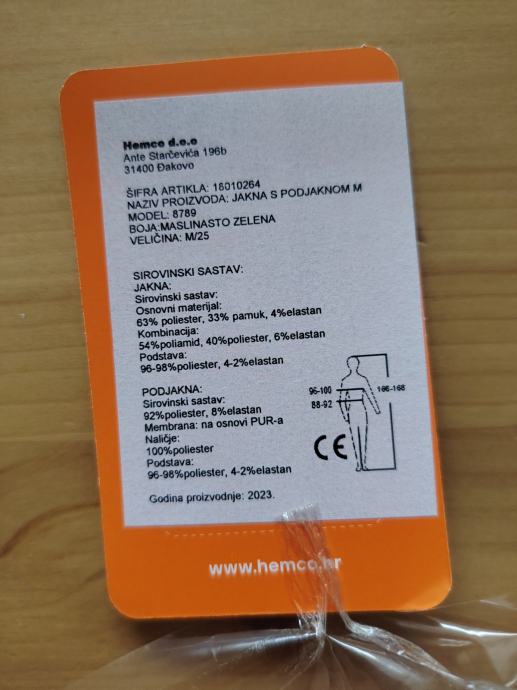 Hemco d.o.o
Ante Starčevića 196b
31400 Đakovo
ŠIFRA ARTIKLA: 18010264
NAZIV PROIZVODA: JAKNA S PODJAKNOM M
MODEL: 8789
BOJA:MASLINASTO ZELENA
VELIČINA: M/25
SIROVINSKI SASTAV:
JAKNA:
Sirovinski sastav:
Osnovni materijal:
63% poliester, 33% pamuk, 4%elastan
Kombinacija:
54%poliamid, 40%poliester, 6%elastan
Podstava:
96-98%poliester, 4-2%elastan
PODJAKNA:
Sirovinski sastav:
92%poliester, 8%elastan
Membrana: na osnovi PUR-a
Naličje:
100%poliester
Podstava:
96-98%poliester, 4-2%elastan
96-100
166-168
88-92
CE
Godina proizvodnje: 2023.
www.hemco.hr